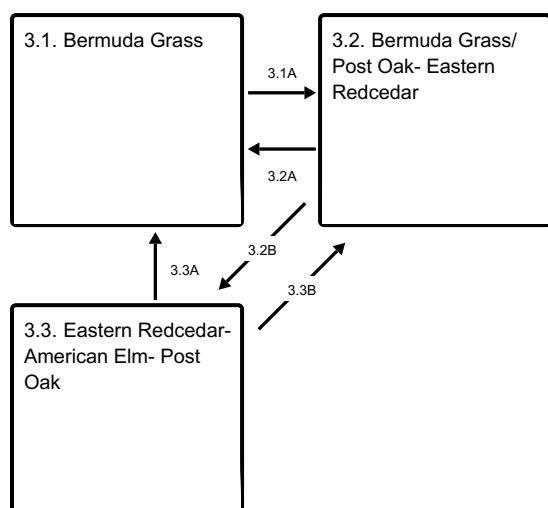 3.1. Bermuda Grass
3.2. Bermuda Grass/
Post Oak- Eastern
Redcedar
3.1A
3.2A
3.2B
3.3A
3.3B
3.3. Eastern Redcedar-
American Elm- Post
Oak